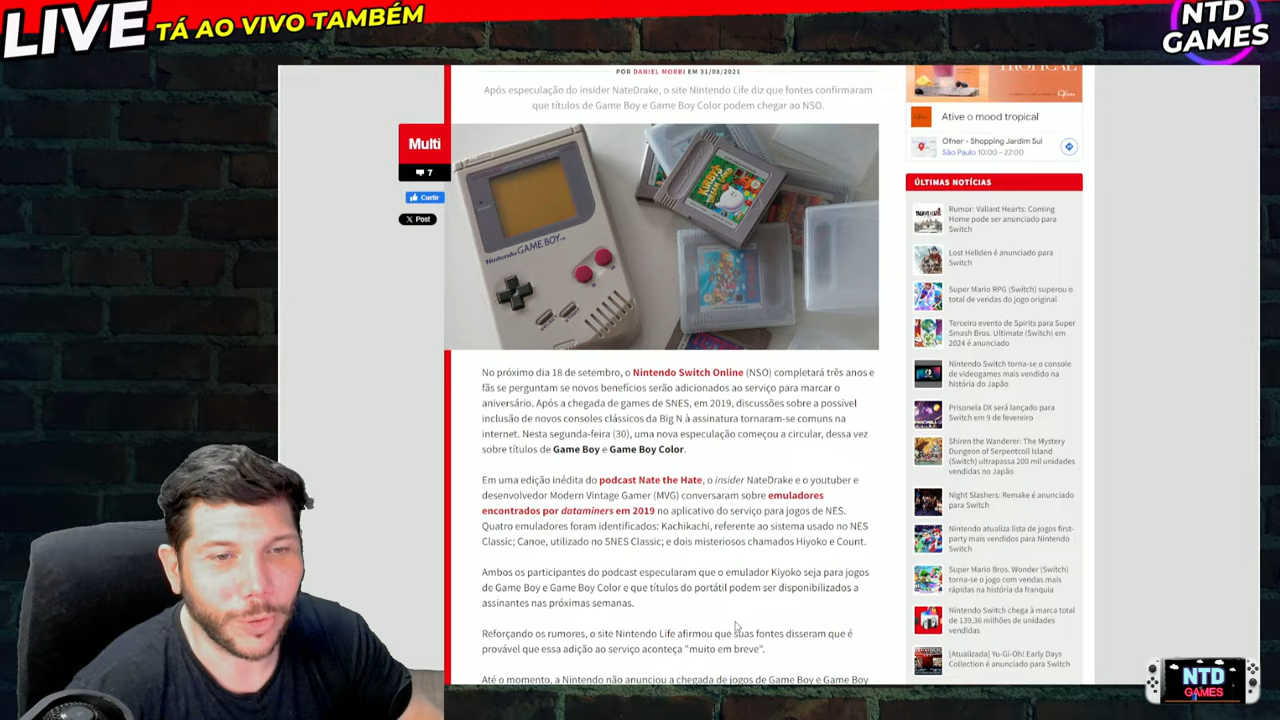 LIVE TÁ AO VIVO TAMBÉM
NTD
GAMES
POR DANIEL MORBI EM 31/08/2021
Após especulação do insider NateDrake, o site Nintendo Life diz que fontes confirmaram
que títulos de Game Boy e Game Boy Color podem chegar ao NSO.
Multi
7
Curtir
X Post
Nintendo GAME BOY
No próximo dia 18 de setembro, o Nintendo Switch Online (NSO) completará três anos e
fãs se perguntam se novos benefícios serão adicionados ao serviço para marcar o
aniversário. Após a chegada de games de SNES, em 2019, discussões sobre a possível
inclusão de novos consoles clássicos da Big N à assinatura tornaram-se comuns na
internet. Nesta segunda-feira (30), uma nova especulação começou a circular, dessa vez
sobre títulos de Game Boy e Game Boy Color.
Em uma edição inédita do podcast Nate the Hate, o insider NateDrake e o youtuber e
desenvolvedor Modern Vintage Gamer (MVG) conversaram sobre emuladores
encontrados por dataminers em 2019 no aplicativo do serviço para jogos de NES.
Quatro emuladores foram identificados: Kachikachi, referente ao sistema usado no NES
Classic; Canoe, utilizado no SNES Classic; e dois misteriosos chamados Hiyoko e Count.
Ambos os participantes do podcast especularam que o emulador Kiyoko seja para jogos
de Game Boy e Game Boy Color e que títulos do portátil podem ser disponibilizados a
assinantes nas próximas semanas.
Reforçando os rumores, o site Nintendo Life afirmou que suas fontes disseram que é
provável que essa adição ao serviço aconteça "muito em breve".
Até o momento, a Nintendo não anunciou a chegada de jogos de Game Boy e Game Boy
TROPICAL
Ative o mood tropical
Ofner - Shopping Jardim Sul
São Paulo 10:00 – 22:00
ÚLTIMAS NOTÍCIAS
Rumor: Valiant Hearts: Coming
Home pode ser anunciado para
Switch
Lost Hellden é anunciado para
Switch
Super Mario RPG (Switch) superou o
total de vendas do jogo original
Terceiro evento de Spirits para Super
Smash Bros. Ultimate (Switch) em
2024 é anunciado
Nintendo Switch torna-se o console
de videogames mais vendido na
história do Japão
Prisonela DX será lançado para
Switch em 9 de fevereiro
Shiren the Wanderer: The Mystery
Dungeon of Serpentcoil Island
(Switch) ultrapassa 200 mil unidades
vendidas no Japão
Night Slashers: Remake é anunciado
para Switch
Nintendo atualiza lista de jogos first-
party mais vendidos para Nintendo
Switch
Super Mario Bros. Wonder (Switch)
torna-se o jogo com vendas mais
rápidas na história da franquia
Nintendo Switch chega à marca total
de 139,36 milhões de unidades
vendidas
[Atualizada] Yu-Gi-Oh! Early Days
Collection é anunciado para Switch
NTD
GAMES